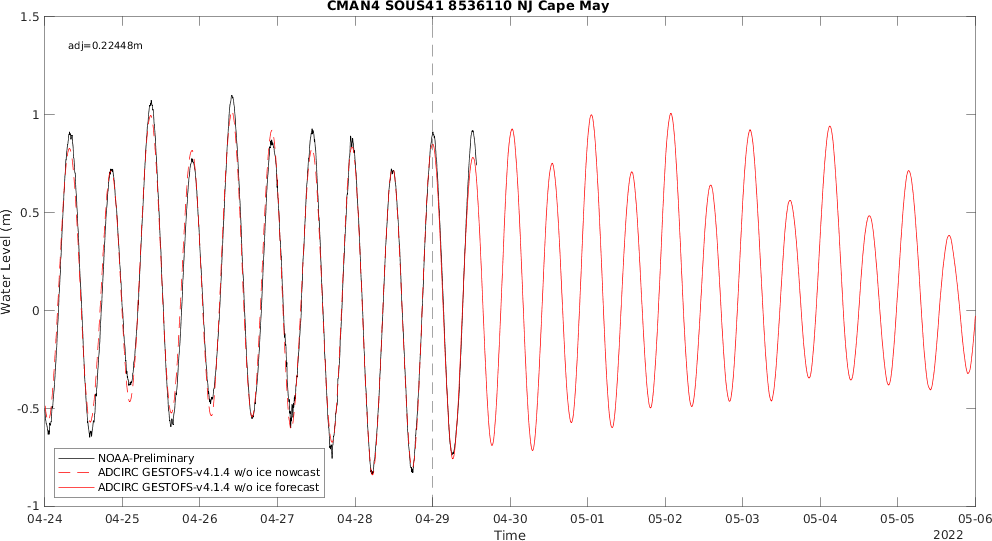 CMAN4 SOUS41 8536110 NJ Cape May
adj=0.22448m
1.5
1
0.5
0
-0.5
-1
Water Level (m)
NOAA-Preliminary
ADCIRC GESTOFS-v4.1.4 w/o ice nowcast
ADCIRC GESTOFS-v4.1.4 w/o ice forecast
04-24 04-25 04-26 04-27 04-28 04-29 04-30 05-01 05-02 05-03 05-04 05-05 05-06
Time
2022